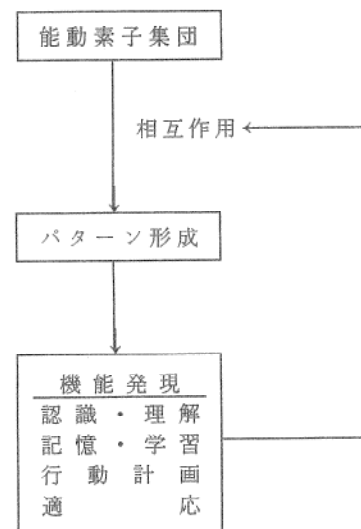 能動素子集団
相互作用
パターン形成
機能発現
認識・理解
記憶・学習
行動計画
適応